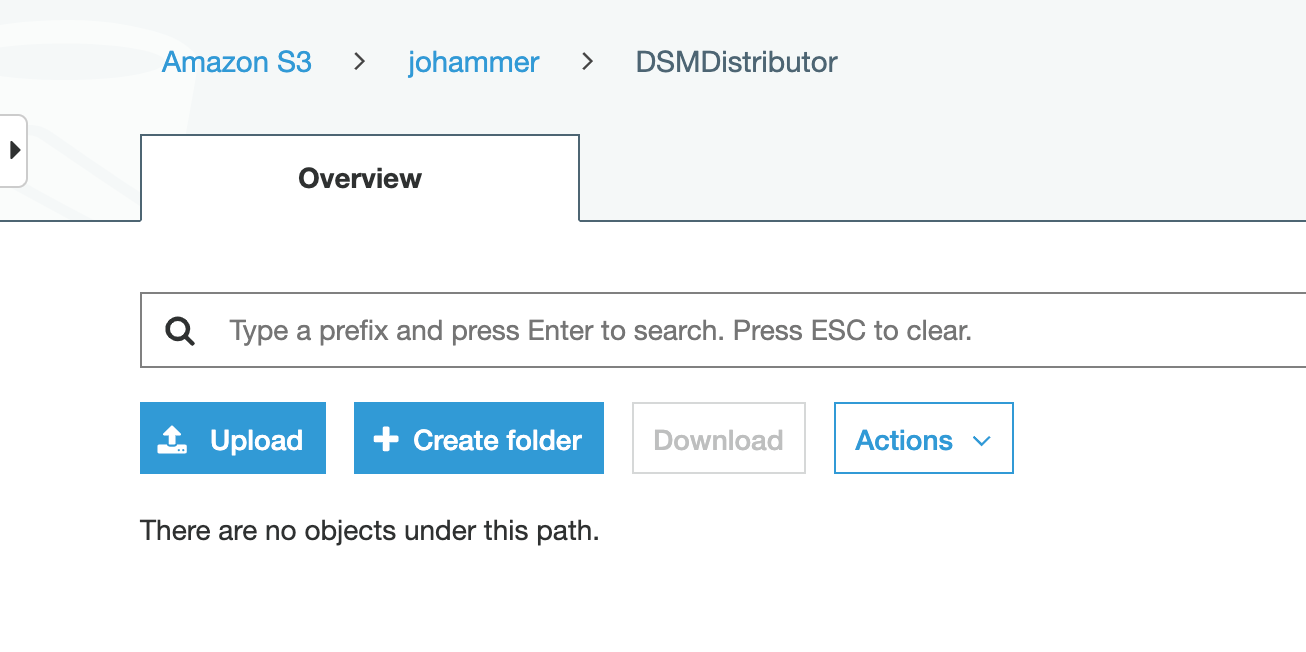 Amazon S3 > johammer > DSMDistributor
Overview
Type a prefix and press Enter to search. Press ESC to clear.
Upload Create folder Download Actions
There are no objects under this path.